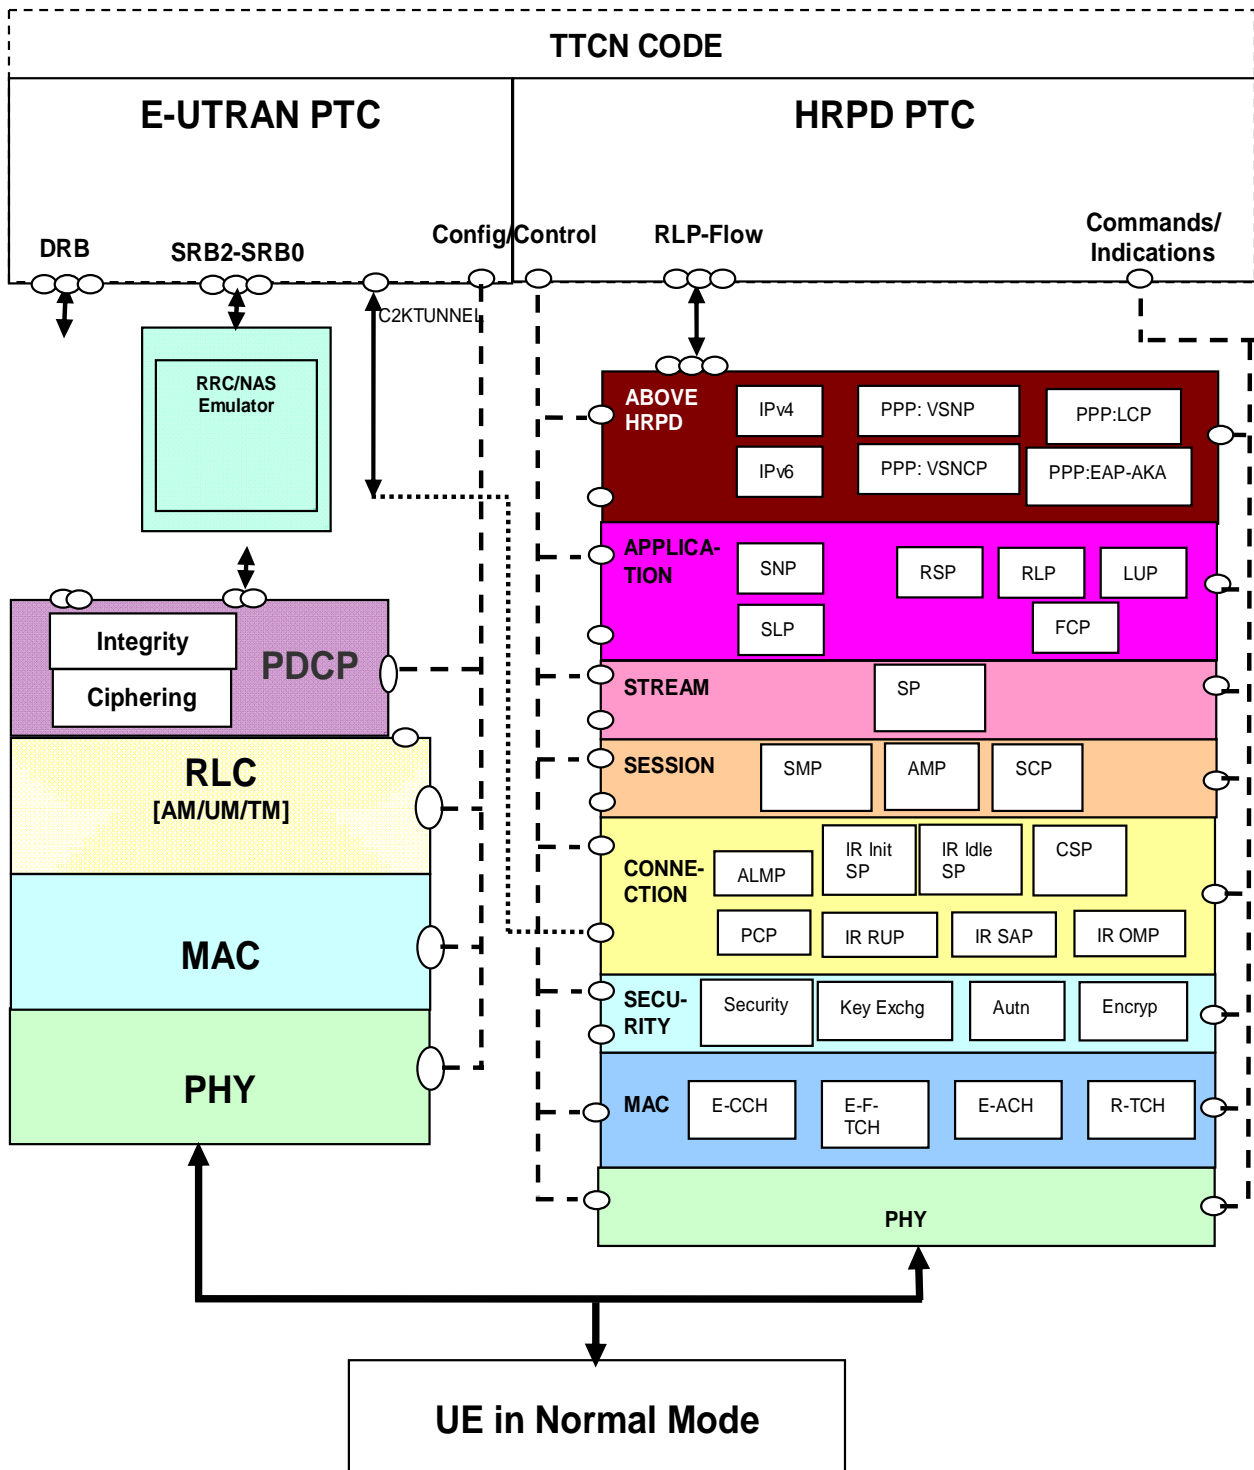 TTCN CODE
E-UTRAN PTC
HRPD PTC
DRB
SRB2-SRB0
Config/Control
RLP-Flow
Commands/
Indications
C2KTUNNEL
RRC/NAS
Emulator
ABOVE
HRPD
IPv4
PPP: VSNP
PPP:LCP
IPv6
PPP: VSNCP
PPP:EAP-AKA
APPLICA-
TION
SNP
RSP
RLP
LUP
SLP
FCP
Integrity
PDCP
Ciphering
STREAM
SP
RLC
[AM/UM/TM]
SESSION
SMP
AMP
SCP
CONNE-
CTION
ALMP
IR Init
SP
IR Idle
SP
CSP
PCP
IR RUP
IR SAP
IR OMP
MAC
SECU-
RITY
Security
Key Exchg
Autn
Encryp
PHY
MAC
E-CCH
E-F-
TCH
E-ACH
R-TCH
PHY
UE in Normal Mode